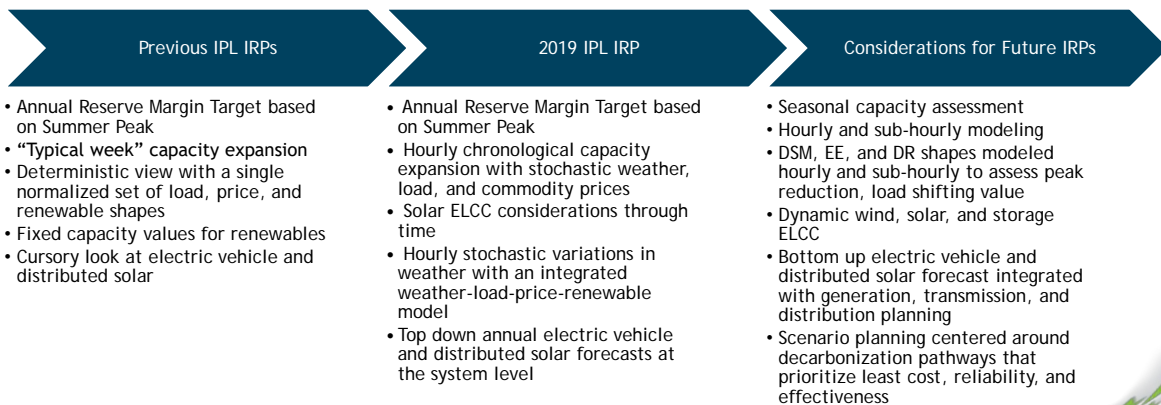 Previous IPL IRPs
• Annual Reserve Margin Target based
on Summer Peak
• “Typical week” capacity expansion
• Deterministic view with a single
normalized set of load, price, and
renewable shapes
• Fixed capacity values for renewables
• Cursory look at electric vehicle and
distributed solar
2019 IPL IRP
• Annual Reserve Margin Target based
on Summer Peak
• Hourly chronological capacity
expansion with stochastic weather,
load, and commodity prices
• Solar ELCC considerations through
time
• Hourly stochastic variations in
weather with an integrated
weather-load-price-renewable
model
• Top down annual electric vehicle
and distributed solar forecasts at
the system level
Considerations for Future IRPs
• Seasonal capacity assessment
• Hourly and sub-hourly modeling
• DSM, EE, and DR shapes modeled
hourly and sub-hourly to assess peak
reduction, load shifting value
• Dynamic wind, solar, and storage
ELCC
• Bottom up electric vehicle and
distributed solar forecast integrated
with generation, transmission, and
distribution planning
• Scenario planning centered around
decarbonization pathways that
prioritize least cost, reliability, and
effectiveness